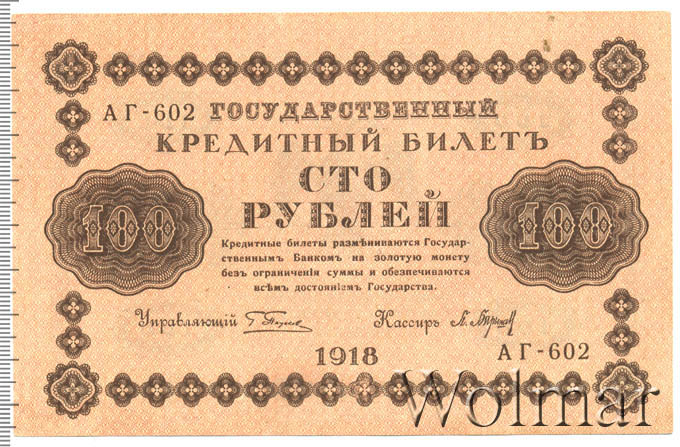 АГ-602 ГОСУДАРСТВЕННЫЙ
КРЕДИТНЫЙ БИЛЕТЪ
СТО
РУБЛЕЙ
100
100
Кредитные билеты размѣниваются Государ-
ственнымъ Банкомъ на золотую монету
безъ ограниченія суммы и обезпечиваются
всѣмъ достояніемъ Государства.
Управляющій
Кассиръ
1918
АГ-602
Wolmar